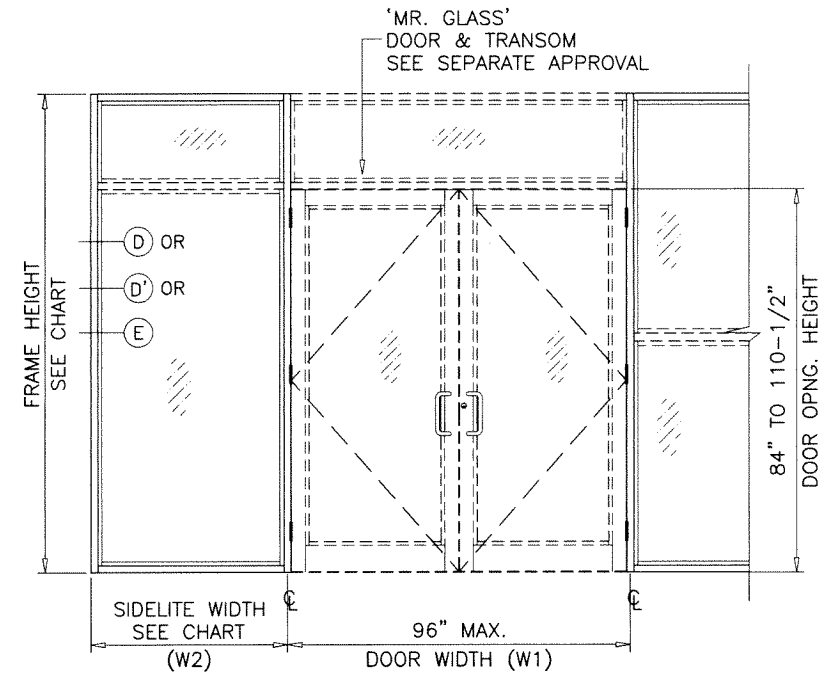 'MR. GLASS'
DOOR & TRANSOM
SEE SEPARATE APPROVAL
FRAME HEIGHT
SEE CHART
D OR
D' OR
E
84" TO 110-1/2"
DOOR OPNG. HEIGHT
SIDELITE WIDTH
SEE CHART
(W2)
℄
96" MAX.
DOOR WIDTH (W1)
℄